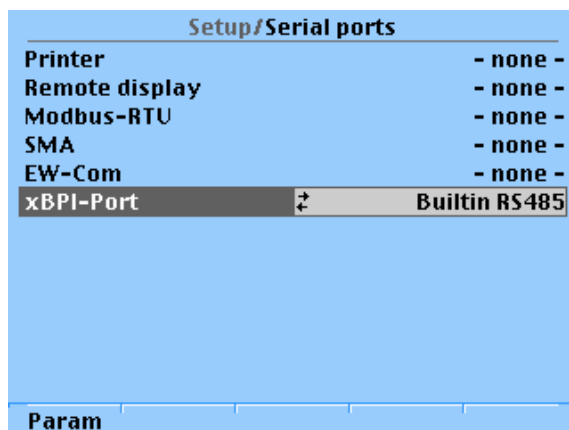 Setup/Serial ports
Printer - none -
Remote display - none -
Modbus-RTU - none -
SMA - none -
EW-Com - none -
xBPI-Port Builtin RS485
Param